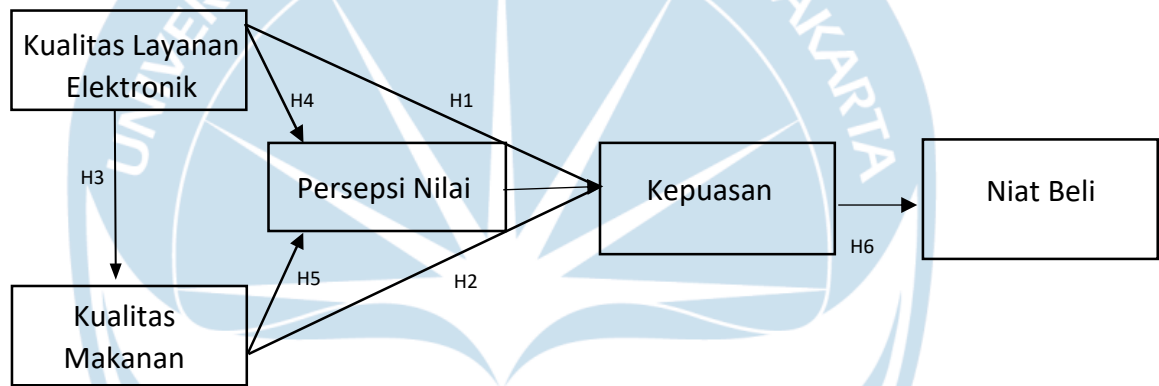 Kualitas Layanan
Elektronik
H4
H1
H3
Persepsi Nilai
Kepuasan
Niat Beli
H6
H5
H2
Kualitas
Makanan